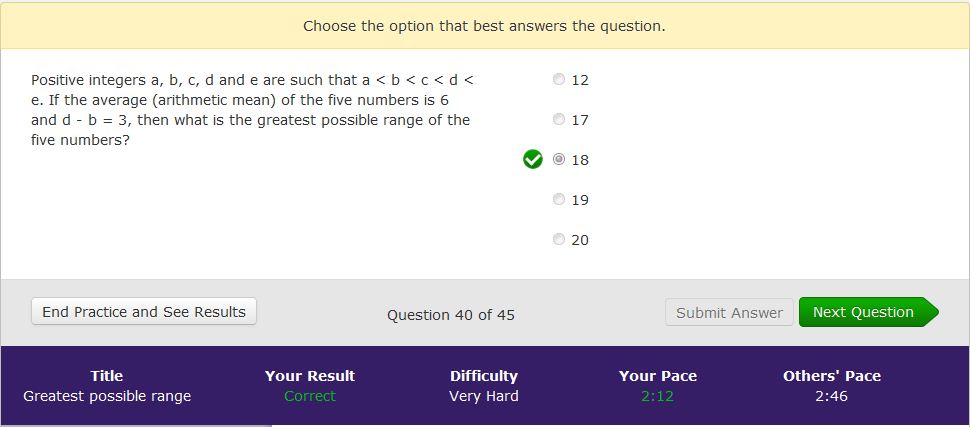 Choose the option that best answers the question.
Positive integers a, b, c, d and e are such that a < b < c < d <
e. If the average (arithmetic mean) of the five numbers is 6
and d - b = 3, then what is the greatest possible range of the
five numbers?
12
17
18
19
20
End Practice and See Results
Question 40 of 45
Submit Answer
Next Question
Title
Greatest possible range
Your Result
Correct
Difficulty
Very Hard
Your Pace
2:12
Others' Pace
2:46